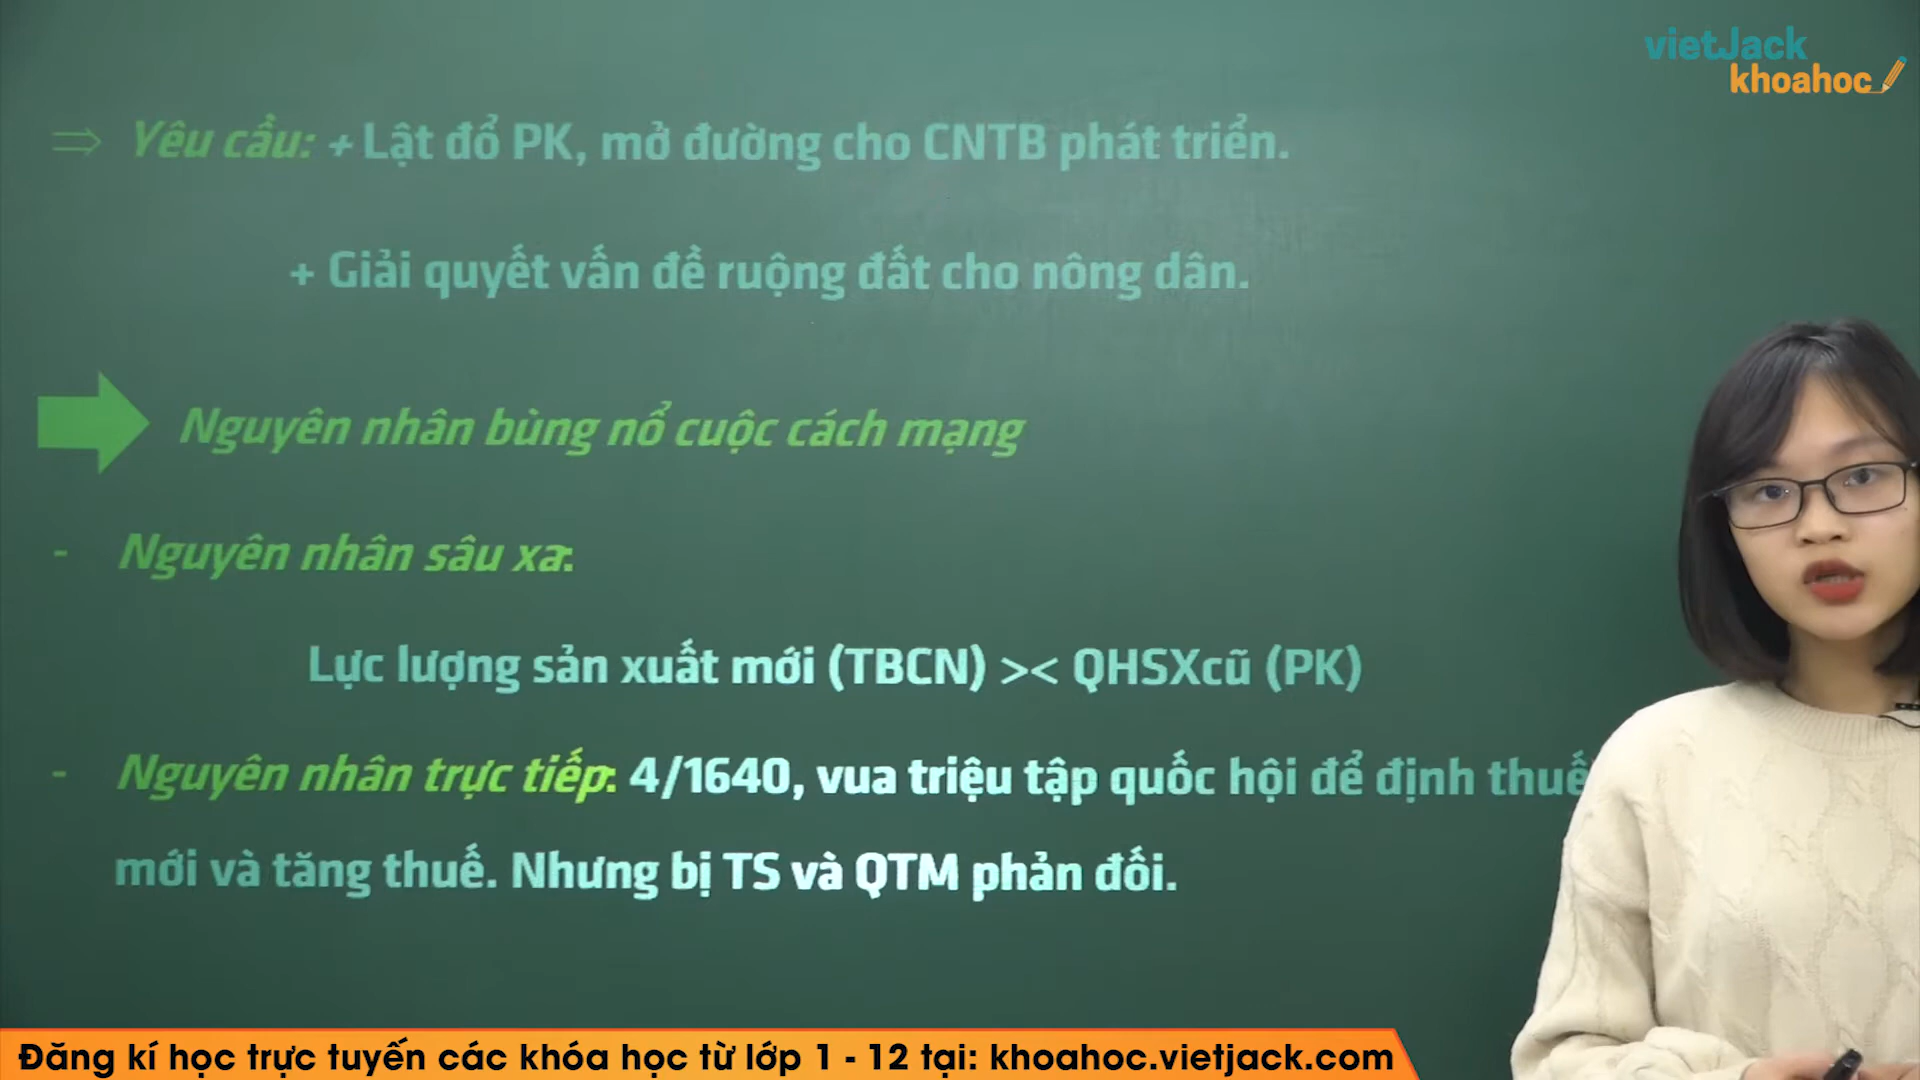 vietJack
khoahoc
⇒ Yêu cầu: + Lật đổ PK, mở đường cho CNTB phát triển.
+ Giải quyết vấn đề ruộng đất cho nông dân.
Nguyên nhân bùng nổ cuộc cách mạng
- Nguyên nhân sâu xa:
Lực lượng sản xuất mới (TBCN) >< QHSXcũ (PK)
- Nguyên nhân trực tiếp: 4/1640, vua triệu tập quốc hội để định thuế
mới và tăng thuế. Nhưng bị TS và QTM phản đối.
Đăng kí học trực tuyến các khóa học từ lớp 1 - 12 tại: khoahoc.vietjack.com